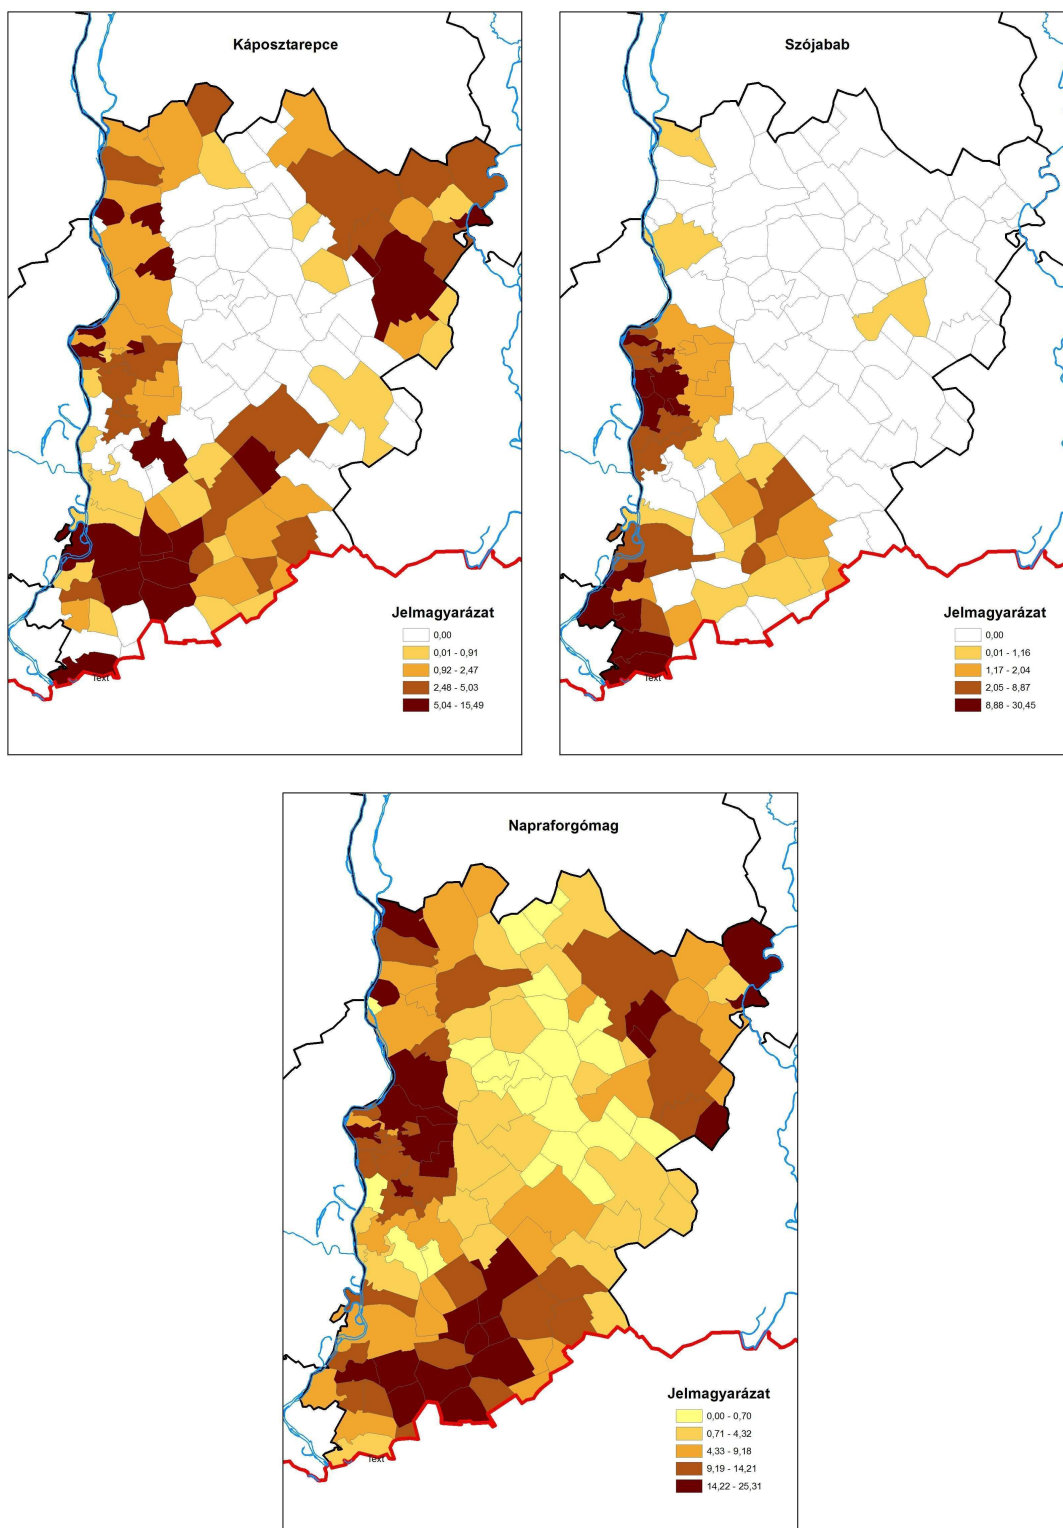 Káposztarepce
Jelmagyarázat
0,00
0,01 - 0,91
0,92 - 2,47
2,48 - 5,03
5,04 - 15,49
Text
Szójabab
Jelmagyarázat
0,00
0,01 - 1,16
1,17 - 2,04
2,05 - 8,87
8,88 - 30,45
Text
Napraforgómag
Jelmagyarázat
0,00 - 0,70
0,71 - 4,32
4,33 - 9,18
9,19 - 14,21
14,22 - 25,31
Text